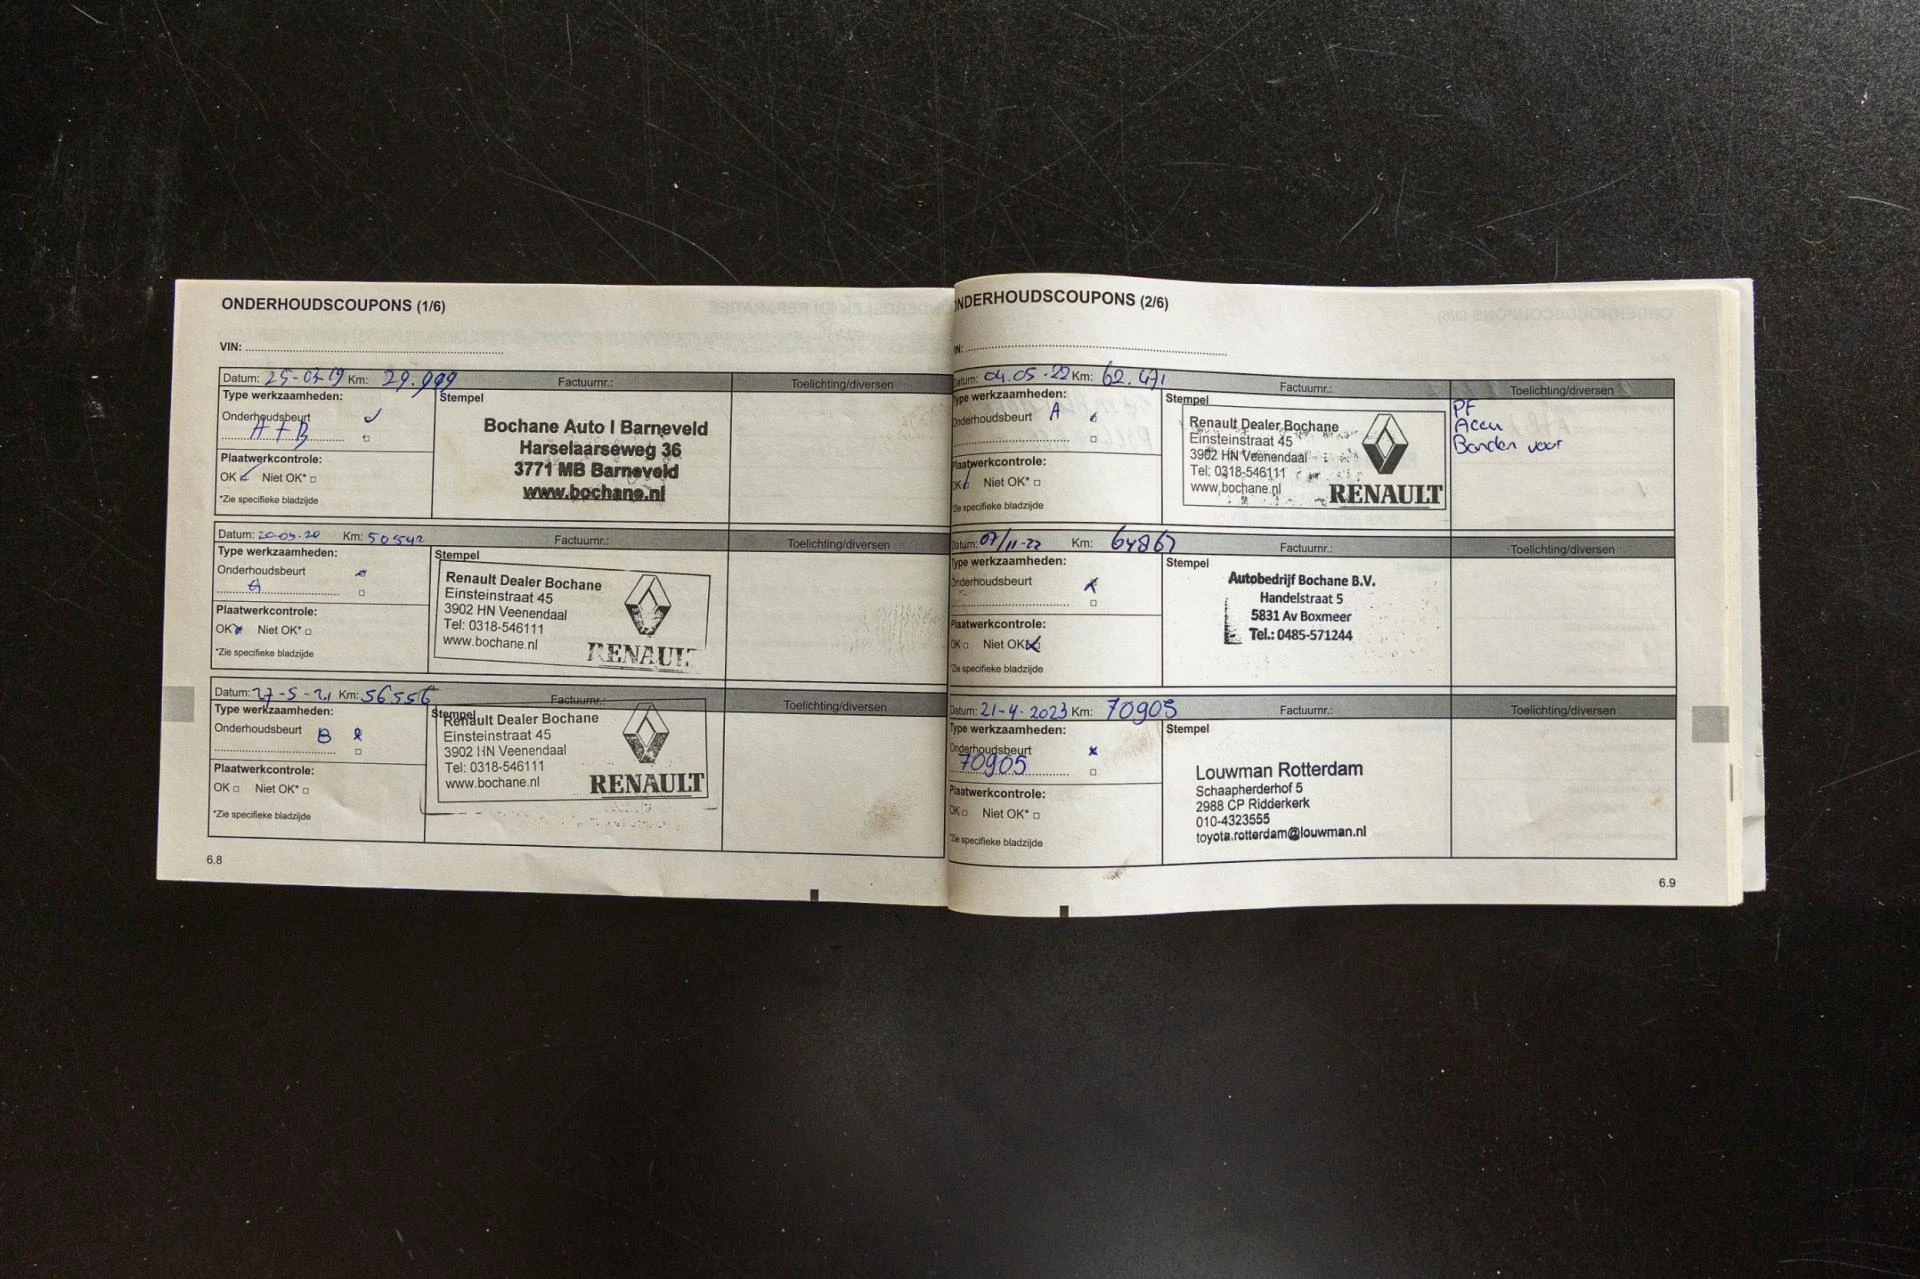 ONDERHOUDSCOUPONS (1/6)
VIN:
Datum: 25-03-19 Km: 29.999 Factuurnr.: Toelichting/diversen
Type werkzaamheden:
Stempel
Onderhoudsbeurt
A + B
Plaatwerkcontrole:
OK Niet OK*
*Zie specifieke bladzijde
Bochane Auto | Barneveld
Harselaarseweg 36
3771 MB Barneveld
www.bochane.nl
Datum: 20-05-20 Km: 50542 Factuurnr.: Toelichting/diversen
Type werkzaamheden:
Stempel
Onderhoudsbeurt
A
Plaatwerkcontrole:
OK Niet OK*
*Zie specifieke bladzijde
Renault Dealer Bochane
Einsteinstraat 45
3902 HN Veenendaal
Tel: 0318-546111
www.bochane.nl
RENAULT
Datum: 27-5-21 Km: 56556 Factuurnr.: Toelichting/diversen
Type werkzaamheden:
Stempel
Onderhoudsbeurt B
Plaatwerkcontrole:
OK Niet OK*
*Zie specifieke bladzijde
Renault Dealer Bochane
Einsteinstraat 45
3902 HN Veenendaal
Tel: 0318-546111
www.bochane.nl
RENAULT
6.8
ONDERHOUDSCOUPONS (2/6)
IN:
Datum: 04.05.22 Km: 62.471 Factuurnr.: Toelichting/diversen
Type werkzaamheden:
Stempel
Onderhoudsbeurt A
Plaatwerkcontrole:
OK Niet OK*
*Zie specifieke bladzijde
Renault Dealer Bochane
Einsteinstraat 45
3902 HN Veenendaal
Tel: 0318-546111
www.bochane.nl
RENAULT
PF
Accu
Banden voor
Datum: 07/11-22 Km: 64867 Factuurnr.: Toelichting/diversen
Type werkzaamheden:
Stempel
Onderhoudsbeurt
Plaatwerkcontrole:
OK Niet OK*
*Zie specifieke bladzijde
Autobedrijf Bochane B.V.
Handelstraat 5
5831 Av Boxmeer
Tel.: 0485-571244
Datum: 21-4-2023 Km: 70905 Factuurnr.: Toelichting/diversen
Type werkzaamheden:
Stempel
Onderhoudsbeurt
70905
Plaatwerkcontrole:
OK Niet OK*
*Zie specifieke bladzijde
Louwman Rotterdam
Schaapherderhof 5
2988 CP Ridderkerk
010-4323555
toyota.rotterdam@louwman.nl
6.9